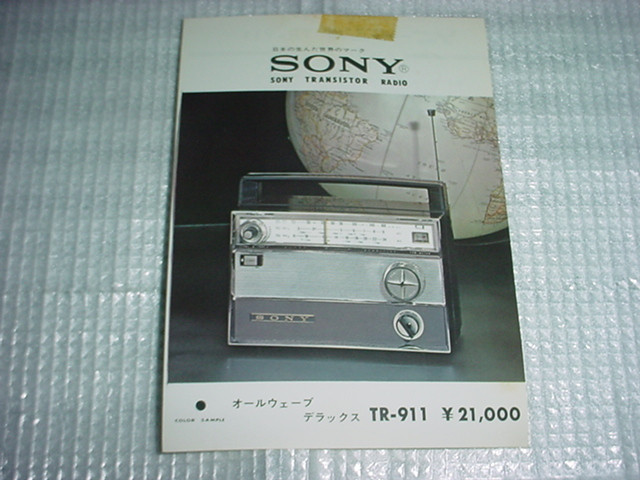 日本の生んだ世界のマーク
SONY®
SONY TRANSISTOR RADIO
SONY
オールウェーブ
デラックス TR-911 ¥21,000
COLOR SAMPLE